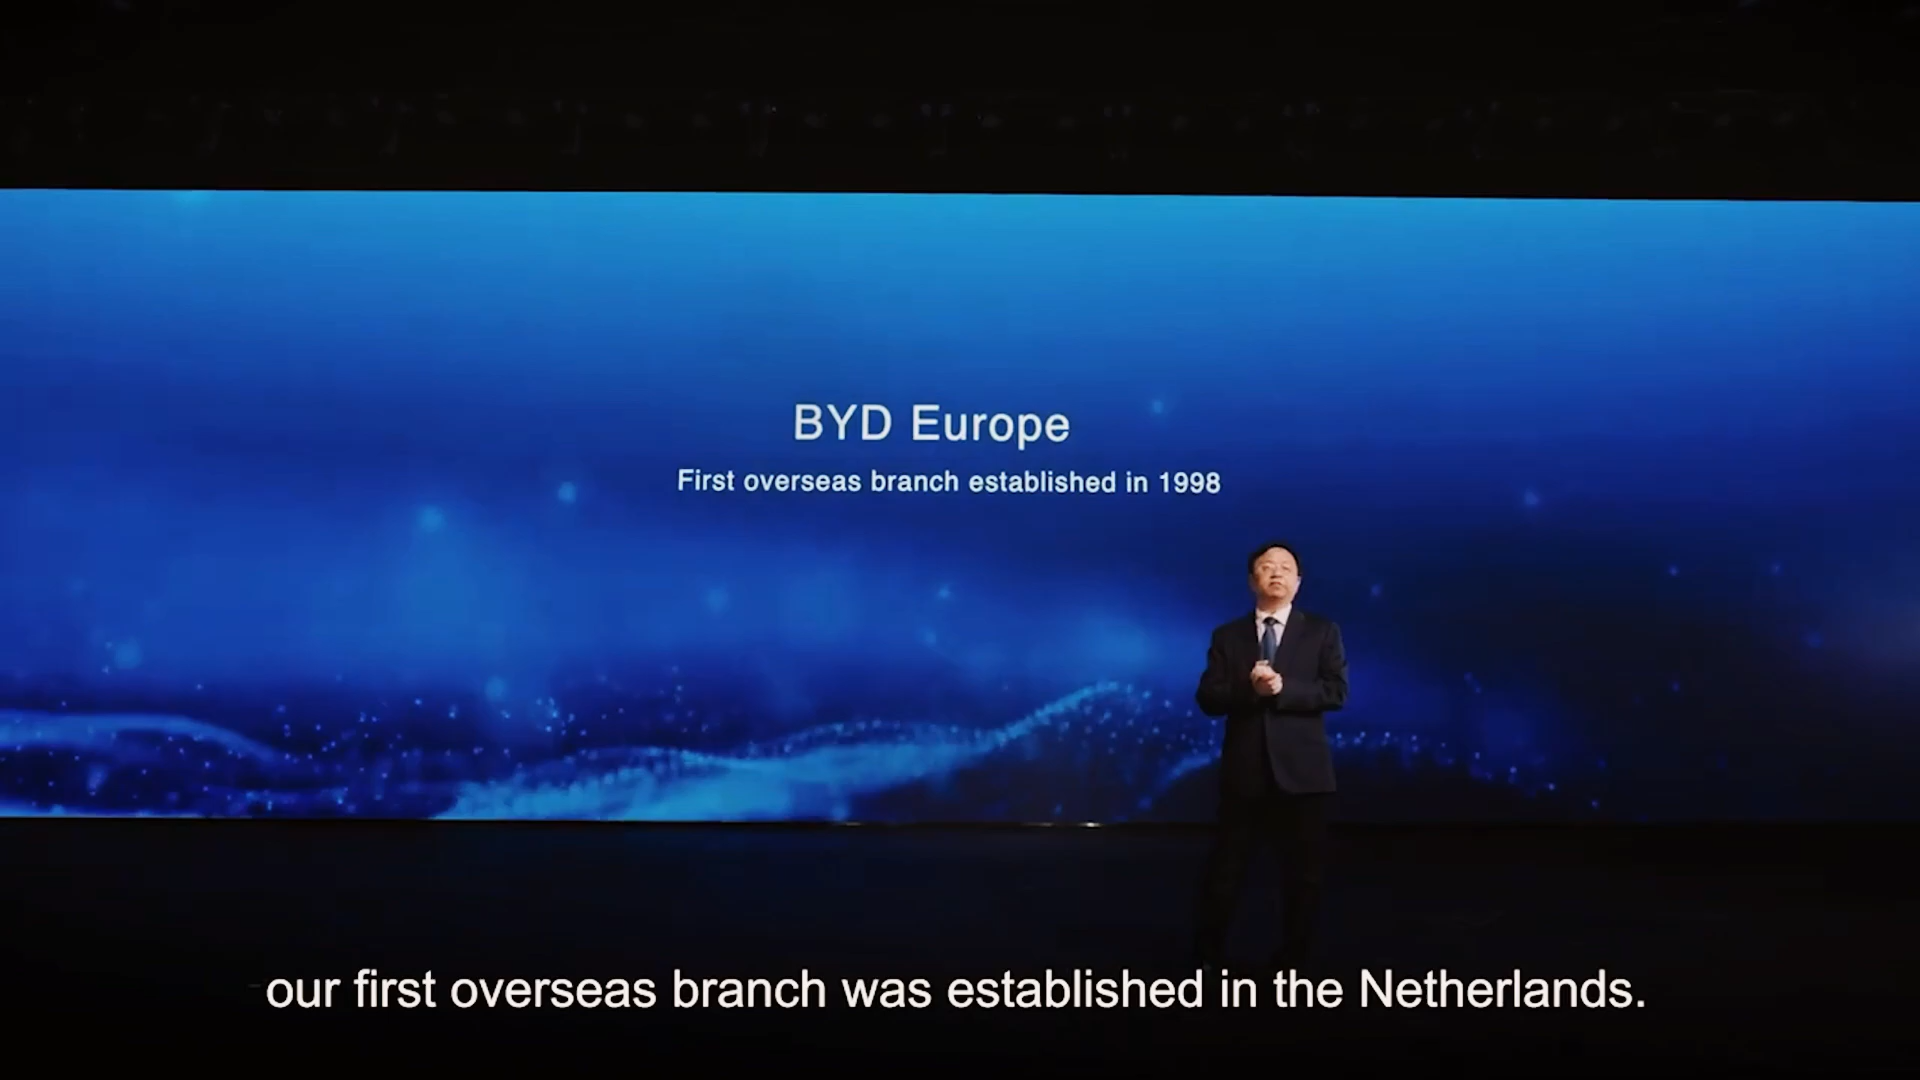 BYD Europe
First overseas branch established in 1998
our first overseas branch was established in the Netherlands.